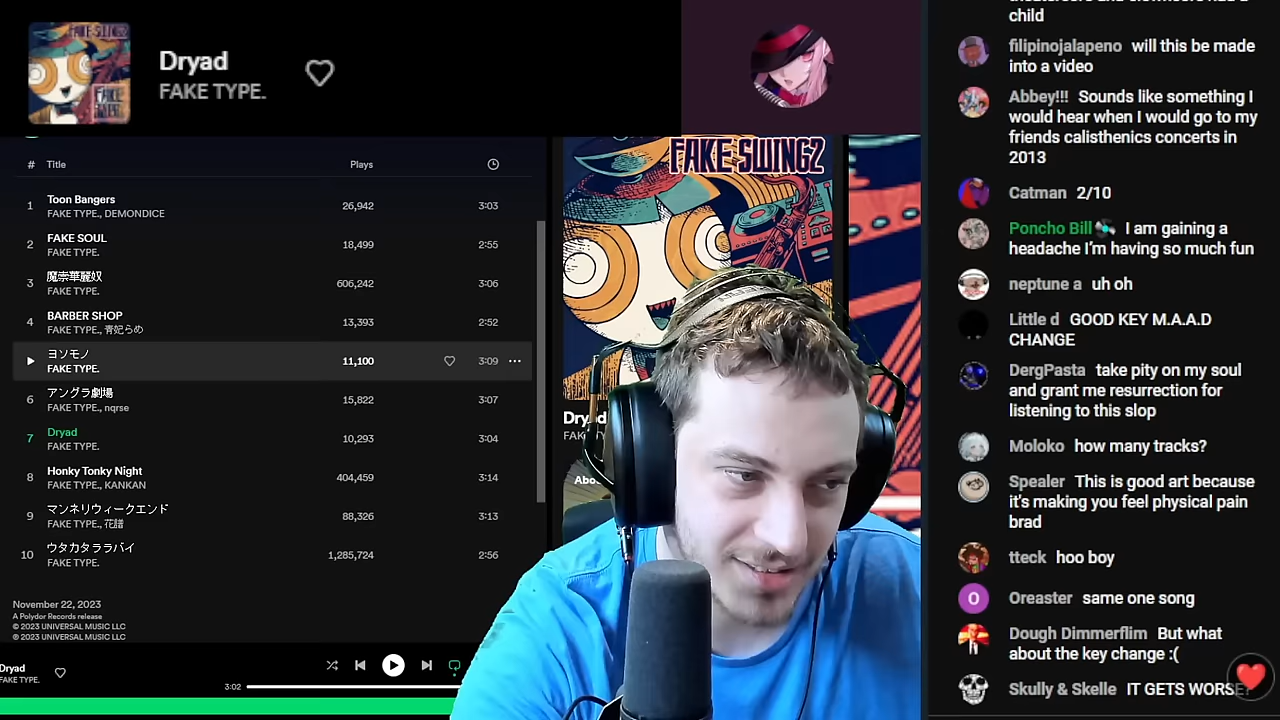 Dryad
FAKE TYPE.
# Title Plays
1 Toon Bangers 26,942 3:03
FAKE TYPE., DEMONDICE
2 FAKE SOUL 18,499 2:55
FAKE TYPE.
3 魔崇華麗奴 606,242 3:06
FAKE TYPE.
4 BARBER SHOP 13,393 2:52
FAKE TYPE., 青妃らめ
ヨソモノ 11,100 3:09
FAKE TYPE.
6 アングラ劇場 15,822 3:07
FAKE TYPE., nqrse
7 Dryad 10,293 3:04
FAKE TYPE.
8 Honky Tonky Night 404,459 3:14
FAKE TYPE., KANKAN
9 マンネリウィークエンド 88,326 3:13
FAKE TYPE., 花譜
10 ウタカタララバイ 1,285,724 2:56
FAKE TYPE.
November 22, 2023
A Polydor Records release
© 2023 UNIVERSAL MUSIC LLC
℗ 2023 UNIVERSAL MUSIC LLC
Dryad
FAKE TYPE.
3:02
FAKE SWING2
Dryad
FAK
Abou
child
filipinojalapeno will this be made
into a video
Abbey!!! Sounds like something I
would hear when I would go to my
friends calisthenics concerts in
2013
Catman 2/10
Poncho Bill I am gaining a
headache I'm having so much fun
neptune a uh oh
Little d GOOD KEY M.A.A.D
CHANGE
DergPasta take pity on my soul
and grant me resurrection for
listening to this slop
Moloko how many tracks?
Spealer This is good art because
it's making you feel physical pain
brad
tteck hoo boy
O Oreaster same one song
Dough Dimmerflim But what
about the key change :(
Skully & Skelle IT GETS WORSE?